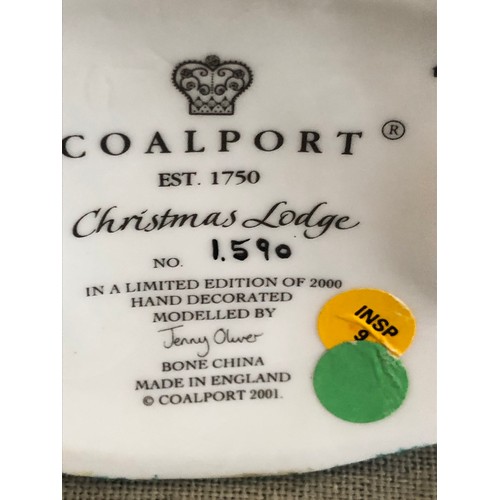 COALPORT ®
EST. 1750
Christmas Lodge
NO. 1.590
IN A LIMITED EDITION OF 2000
HAND DECORATED
MODELLED BY
Jenny Oliver
BONE CHINA
MADE IN ENGLAND
© COALPORT 2001.
INSP
9